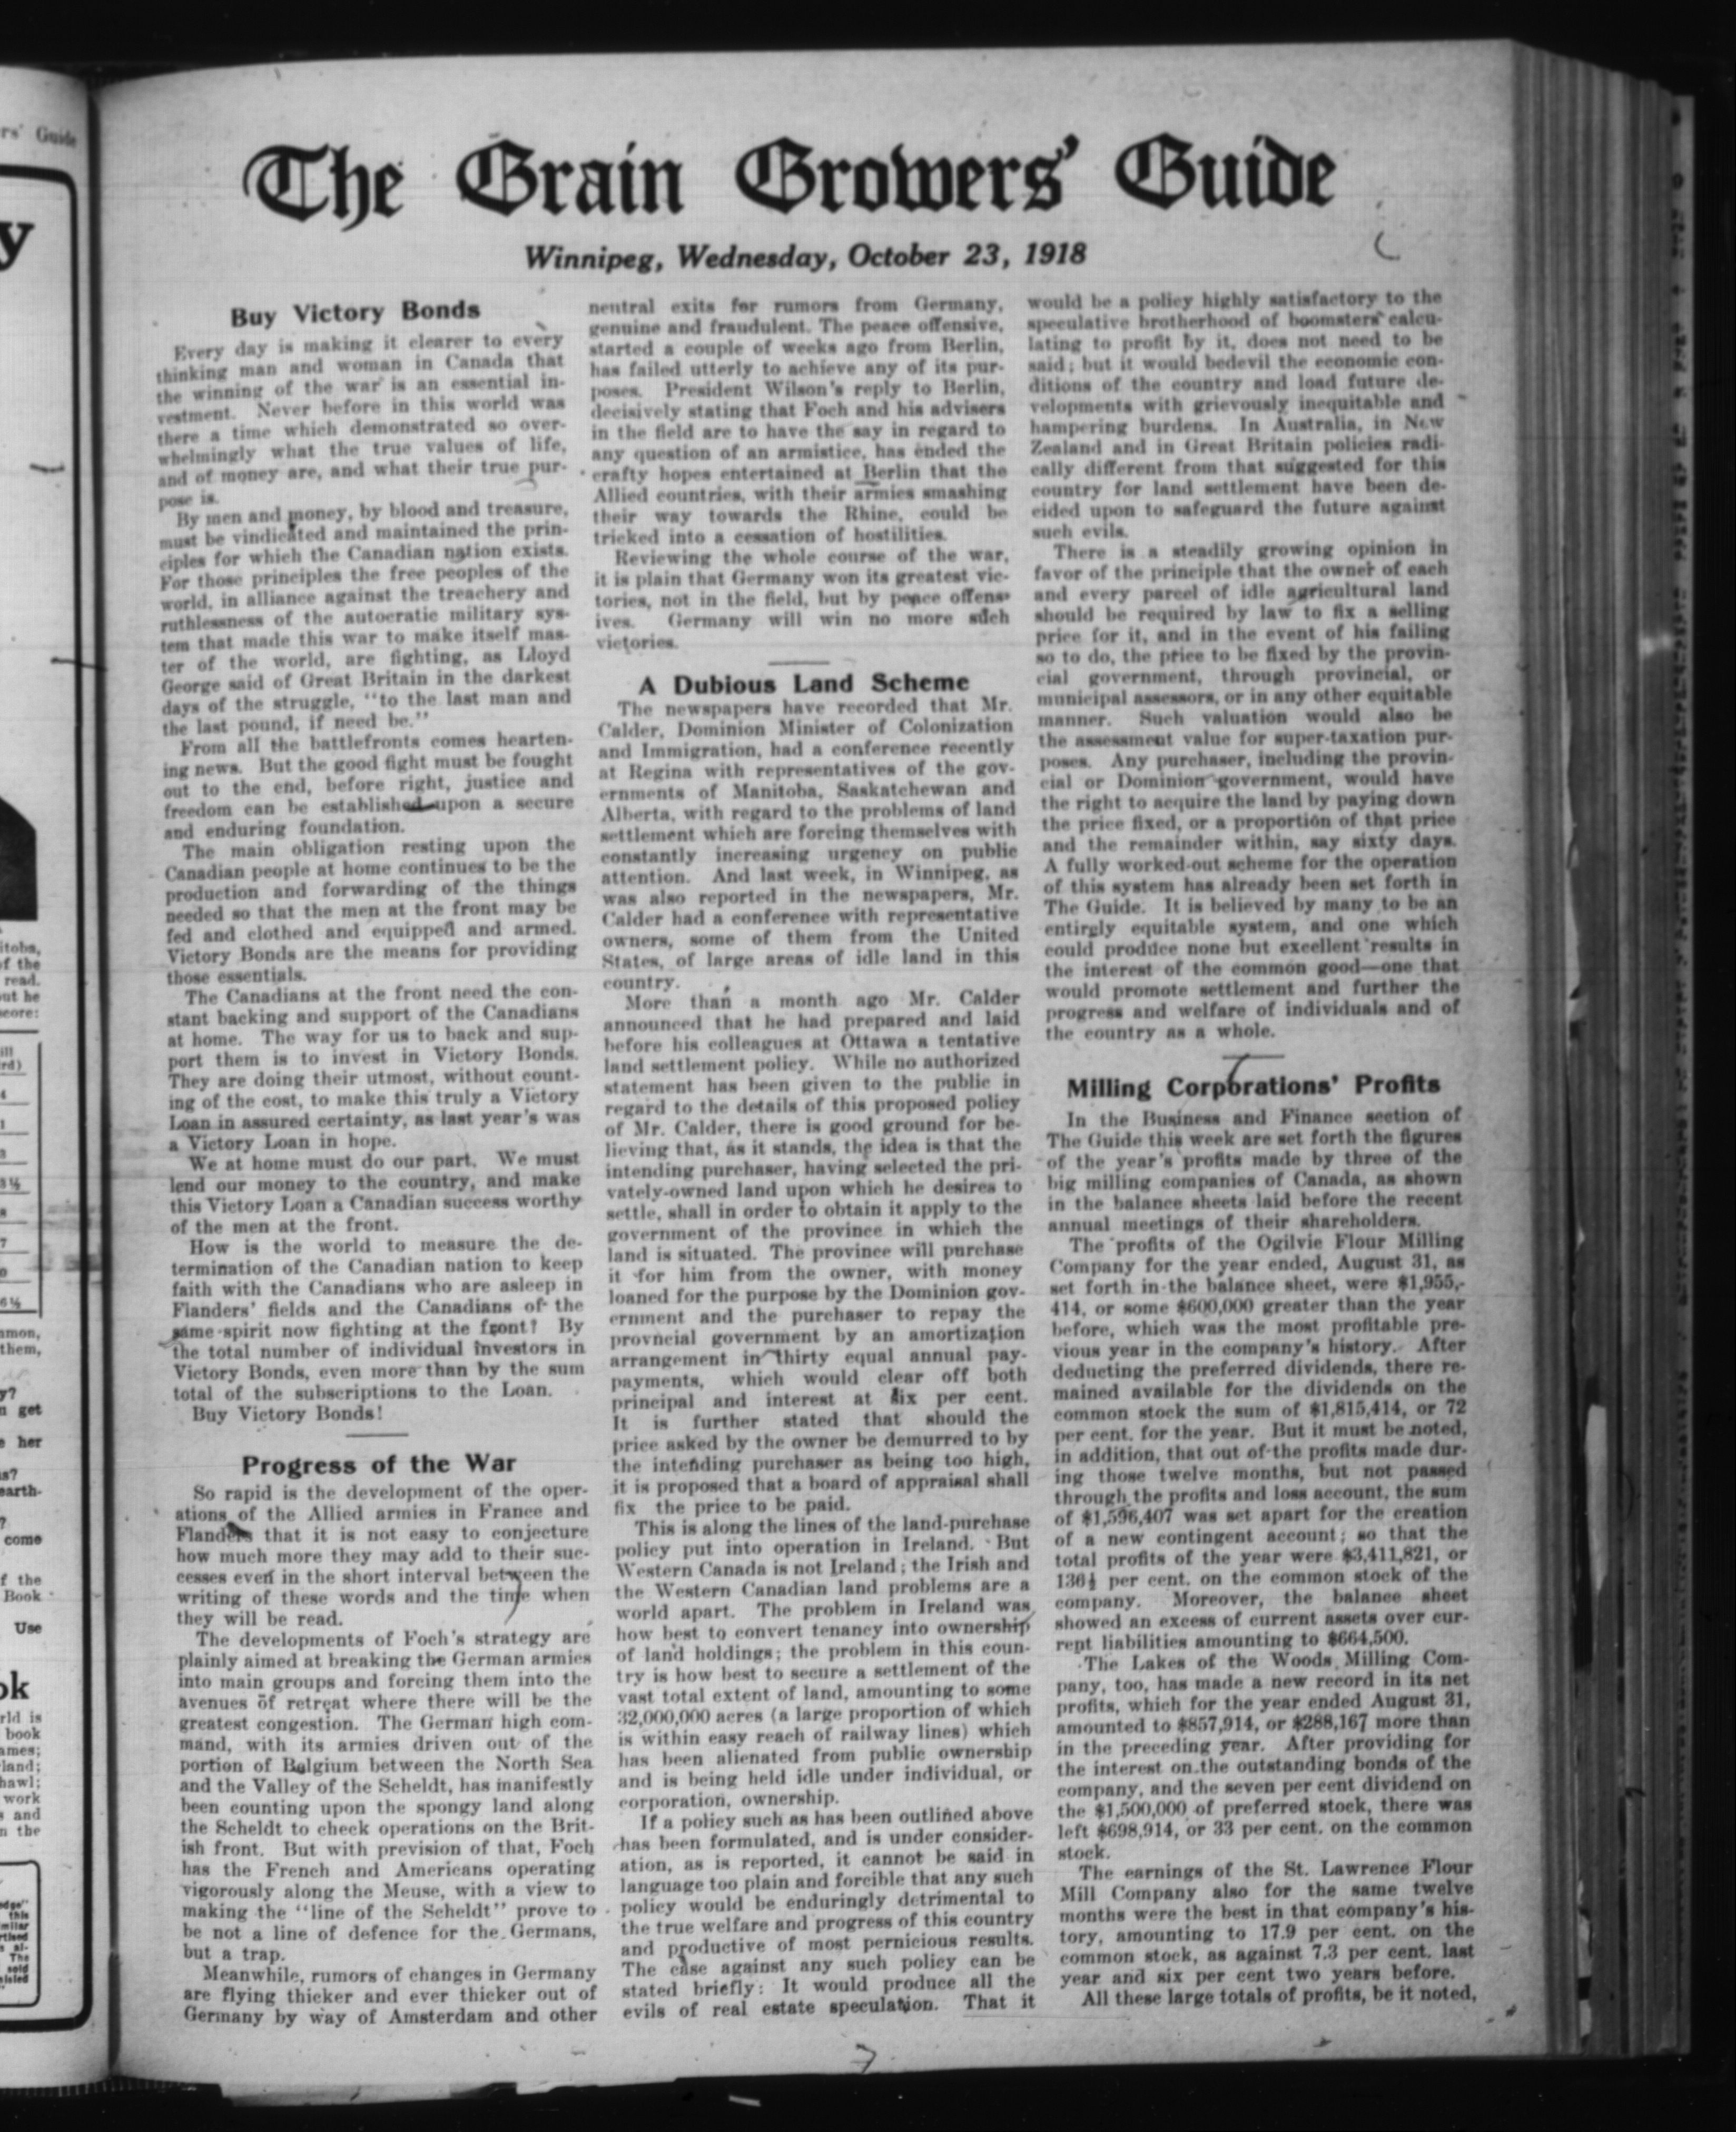 The Grain Growers' Guide
Winnipeg, Wednesday, October 23, 1918
Buy Victory Bonds
Every day is making it clearer to every
thinking man and woman in Canada that
the winning of the war is an essential in-
vestment. Never before in this world was
there a time which demonstrated so over-
whelmingly what the true values of life,
and of money are, and what their true pur-
pose is.
By men and money, by blood and treasure,
must be vindicated and maintained the prin-
ciples for which the Canadian nation exists.
For those principles the free peoples of the
world, in alliance against the treachery and
ruthlessness of the autocratic military sys-
tem that made this war to make itself mas-
ter of the world, are fighting, as Lloyd
George said of Great Britain in the darkest
days of the struggle, "to the last man and
the last pound, if need be."
From all the battlefronts comes hearten-
ing news. But the good fight must be fought
out to the end, before right, justice and
freedom can be established upon a secure
and enduring foundation.
The main obligation resting upon the
Canadian people at home continues to be the
production and forwarding of the things
needed so that the men at the front may be
fed and clothed and equipped and armed.
Victory Bonds are the means for providing
those essentials.
The Canadians at the front need the con-
stant backing and support of the Canadians
at home. The way for us to back and sup-
port them is to invest in Victory Bonds.
They are doing their utmost, without count-
ing of the cost, to make this truly a Victory
Loan in assured certainty, as last year's was
a Victory Loan in hope.
We at home must do our part. We must
lend our money to the country, and make
this Victory Loan a Canadian success worthy
of the men at the front.
How is the world to measure the de-
termination of the Canadian nation to keep
faith with the Canadians who are asleep in
Flanders' fields and the Canadians of the
same spirit now fighting at the front? By
the total number of individual investors in
Victory Bonds, even more than by the sum
total of the subscriptions to the Loan.
Buy Victory Bonds!
Progress of the War
So rapid is the development of the oper-
ations of the Allied armies in France and
Flanders that it is not easy to conjecture
how much more they may add to their suc-
cesses even in the short interval between the
writing of these words and the time when
they will be read.
The developments of Foch's strategy are
plainly aimed at breaking the German armies
into main groups and forcing them into the
avenues of retreat where there will be the
greatest congestion. The German high com-
mand, with its armies driven out of the
portion of Belgium between the North Sea
and the Valley of the Scheldt, has manifestly
been counting upon the spongy land along
the Scheldt to check operations on the Brit-
ish front. But with prevision of that, Foch
has the French and Americans operating
vigorously along the Meuse, with a view to
making the "line of the Scheldt" prove to
be not a line of defence for the Germans,
but a trap.
Meanwhile, rumors of changes in Germany
are flying thicker and ever thicker out of
Germany by way of Amsterdam and other
neutral exits for rumors from Germany,
genuine and fraudulent. The peace offensive,
started a couple of weeks ago from Berlin,
has failed utterly to achieve any of its pur-
poses. President Wilson's reply to Berlin,
decisively stating that Foch and his advisers
in the field are to have the say in regard to
any question of an armistice, has ended the
crafty hopes entertained at Berlin that the
Allied countries, with their armies smashing
their way towards the Rhine, could be
tricked into a cessation of hostilities.
Reviewing the whole course of the war,
it is plain that Germany won its greatest vic-
tories, not in the field, but by peace offens-
ives. Germany will win no more such
victories.
A Dubious Land Scheme
The newspapers have recorded that Mr.
Calder, Dominion Minister of Colonization
and Immigration, had a conference recently
at Regina with representatives of the gov-
ernments of Manitoba, Saskatchewan and
Alberta, with regard to the problems of land
settlement which are forcing themselves with
constantly increasing urgency on public
attention. And last week, in Winnipeg, as
was also reported in the newspapers, Mr.
Calder had a conference with representative
owners, some of them from the United
States, of large areas of idle land in this
country.
More than a month ago Mr. Calder
announced that he had prepared and laid
before his colleagues at Ottawa a tentative
land settlement policy. While no authorized
statement has been given to the public in
regard to the details of this proposed policy
of Mr. Calder, there is good ground for be-
lieving that, as it stands, the idea is that the
intending purchaser, having selected the pri-
vately-owned land upon which he desires to
settle, shall in order to obtain it apply to the
government of the province in which the
land is situated. The province will purchase
it for him from the owner, with money
loaned for the purpose by the Dominion gov-
ernment and the purchaser to repay the
provncial government by an amortization
arrangement in thirty equal annual pay-
payments, which would clear off both
principal and interest at six per cent.
It is further stated that should the
price asked by the owner be demurred to by
the intending purchaser as being too high,
it is proposed that a board of appraisal shall
fix the price to be paid.
This is along the lines of the land-purchase
policy put into operation in Ireland. But
Western Canada is not Ireland; the Irish and
the Western Canadian land problems are a
world apart. The problem in Ireland was
how best to convert tenancy into ownership
of land holdings; the problem in this coun-
try is how best to secure a settlement of the
vast total extent of land, amounting to some
32,000,000 acres (a large proportion of which
is within easy reach of railway lines) which
has been alienated from public ownership
and is being held idle under individual, or
corporation, ownership.
If a policy such as has been outlined above
has been formulated, and is under consider-
ation, as is reported, it cannot be said in
language too plain and forcible that any such
policy would be enduringly detrimental to
the true welfare and progress of this country
and productive of most pernicious results.
The case against any such policy can be
stated briefly: It would produce all the
evils of real estate speculation. That it
would be a policy highly satisfactory to the
speculative brotherhood of boomsters calcu-
lating to profit by it, does not need to be
said; but it would bedevil the economic con-
ditions of the country and load future de-
velopments with grievously inequitable and
hampering burdens. In Australia, in New
Zealand and in Great Britain policies radi-
cally different from that suggested for this
country for land settlement have been de-
cided upon to safeguard the future against
such evils.
There is a steadily growing opinion in
favor of the principle that the owner of each
and every parcel of idle agricultural land
should be required by law to fix a selling
price for it, and in the event of his failing
so to do, the price to be fixed by the provin-
cial government, through provincial, or
municipal assessors, or in any other equitable
manner. Such valuation would also be
the assessment value for super-taxation pur-
poses. Any purchaser, including the provin-
cial or Dominion government, would have
the right to acquire the land by paying down
the price fixed, or a proportion of that price
and the remainder within, say sixty days.
A fully worked-out scheme for the operation
of this system has already been set forth in
The Guide. It is believed by many to be an
entirely equitable system, and one which
could produce none but excellent results in
the interest of the common good—one that
would promote settlement and further the
progress and welfare of individuals and of
the country as a whole.
Milling Corporations' Profits
In the Business and Finance section of
The Guide this week are set forth the figures
of the year's profits made by three of the
big milling companies of Canada, as shown
in the balance sheets laid before the recent
annual meetings of their shareholders.
The profits of the Ogilvie Flour Milling
Company for the year ended, August 31, as
set forth in the balance sheet, were $1,955,-
414, or some $600,000 greater than the year
before, which was the most profitable pre-
vious year in the company's history. After
deducting the preferred dividends, there re-
mained available for the dividends on the
common stock the sum of $1,815,414, or 72
per cent. for the year. But it must be noted,
in addition, that out of the profits made dur-
ing those twelve months, but not passed
through the profits and loss account, the sum
of $1,596,407 was set apart for the creation
of a new contingent account; so that the
total profits of the year were $3,411,821, or
136½ per cent. on the common stock of the
company. Moreover, the balance sheet
showed an excess of current assets over cur-
rent liabilities amounting to $664,500.
The Lakes of the Woods Milling Com-
pany, too, has made a new record in its net
profits, which for the year ended August 31,
amounted to $857,914, or $288,167 more than
in the preceding year. After providing for
the interest on the outstanding bonds of the
company, and the seven per cent dividend on
the $1,500,000 of preferred stock, there was
left $698,914, or 33 per cent. on the common
stock.
The earnings of the St. Lawrence Flour
Mill Company also for the same twelve
months were the best in that company's his-
tory, amounting to 17.9 per cent. on the
common stock, as against 7.3 per cent. last
year and six per cent two years before.
All these large totals of profits, be it noted,